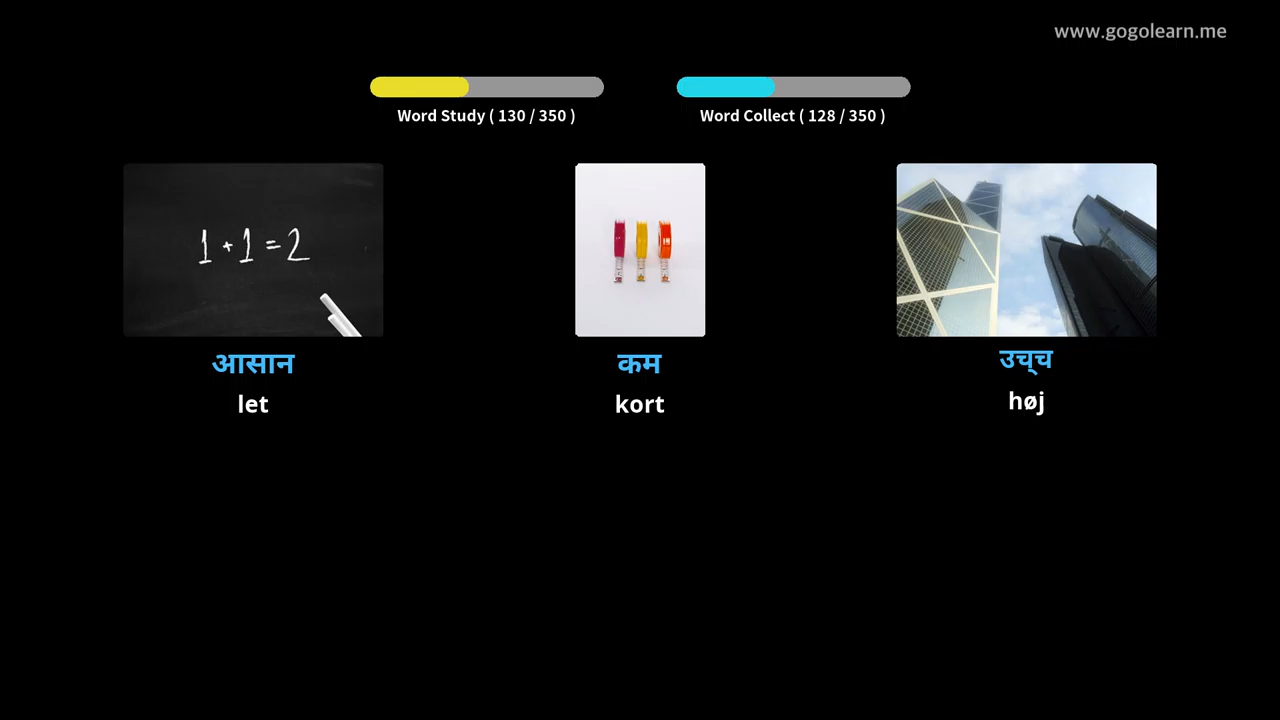 www.gogolearn.me
Word Study ( 130 / 350 )
Word Collect ( 128 / 350 )
1 + 1 = 2
आसान
कम
उच्च
let
kort
høj